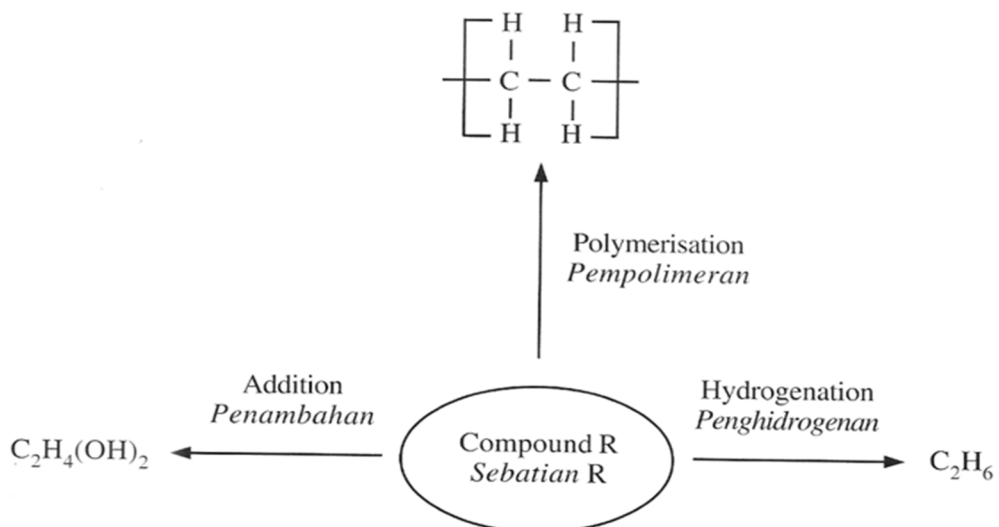 H H
C – C
H H
Polymerisation
Pempolimeran
Addition
Penambahan
Hydrogenation
Penghidrogenan
C₂H₄(OH)₂
Compound R
Sebatian R
C₂H₆